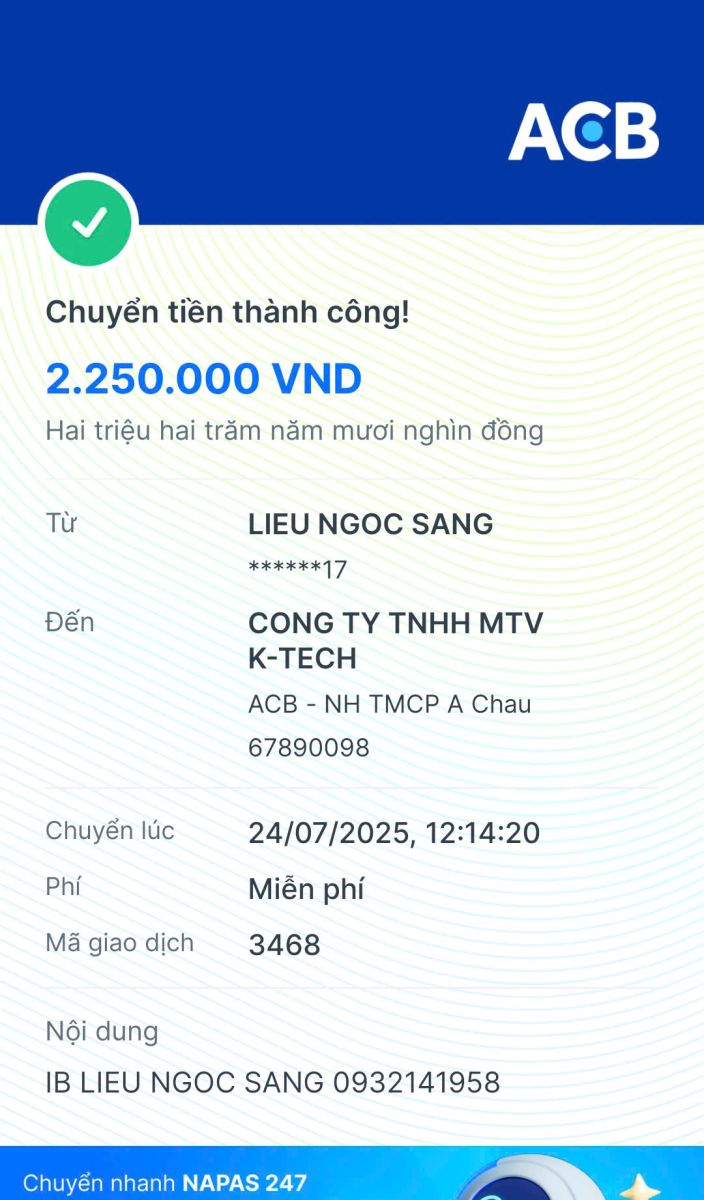 ACB
Chuyển tiền thành công!
2.250.000 VND
Hai triệu hai trăm năm mươi nghìn đồng
Từ
LIEU NGOC SANG
******17
Đến
CONG TY TNHH MTV
K-TECH
ACB - NH TMCP A Chau
67890098
Chuyển lúc
24/07/2025, 12:14:20
Phí
Miễn phí
Mã giao dịch
3468
Nội dung
IB LIEU NGOC SANG 0932141958
Chuyển nhanh NAPAS 247